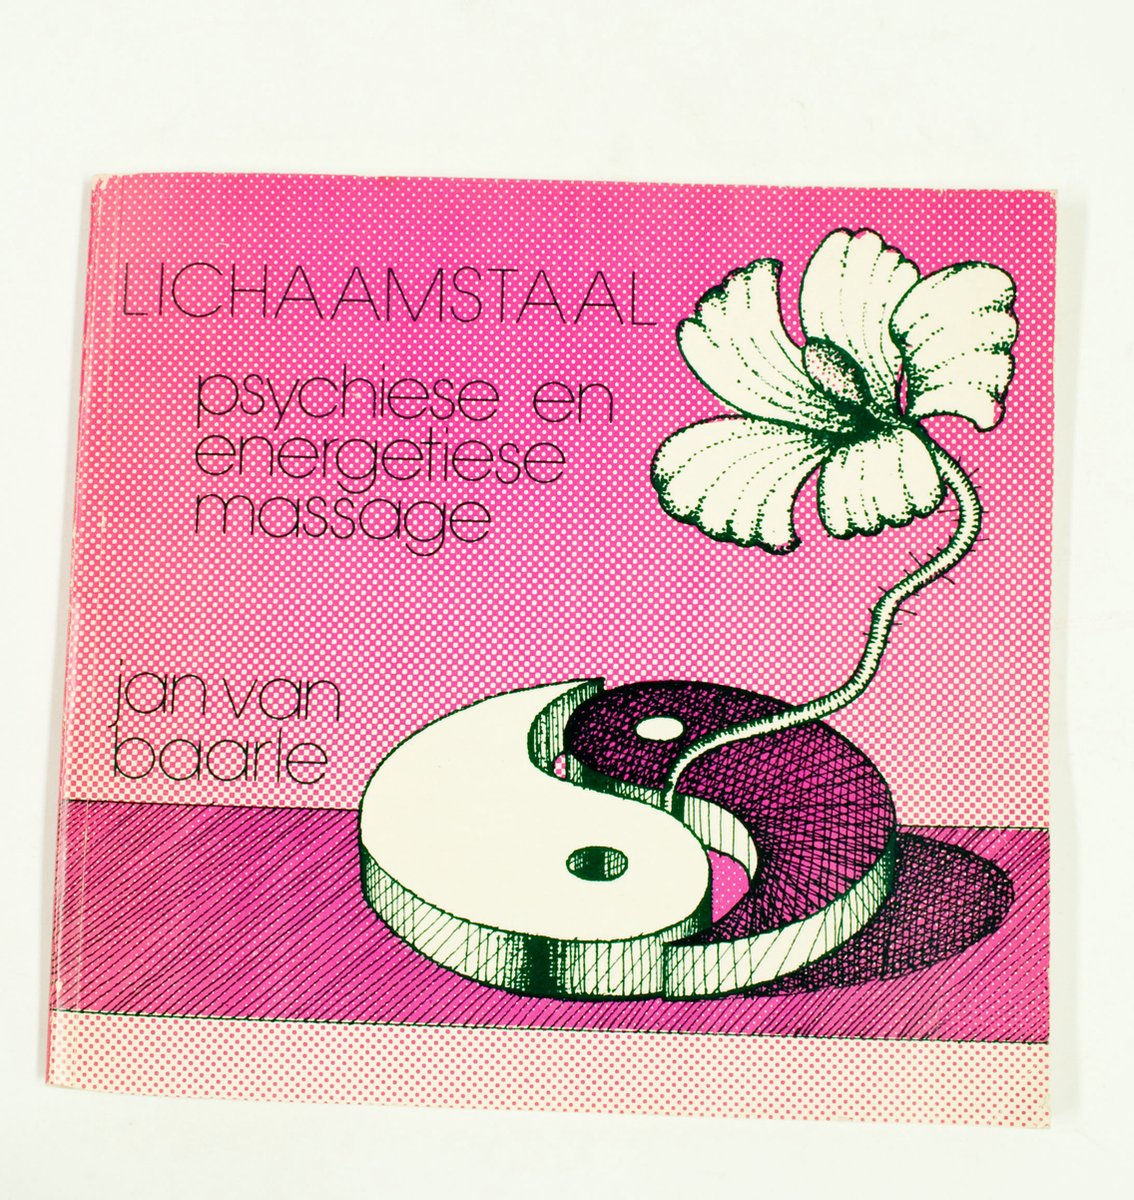 LICHAAMSTAAL
psychiese en
energetiese
massage
jan van
baarle